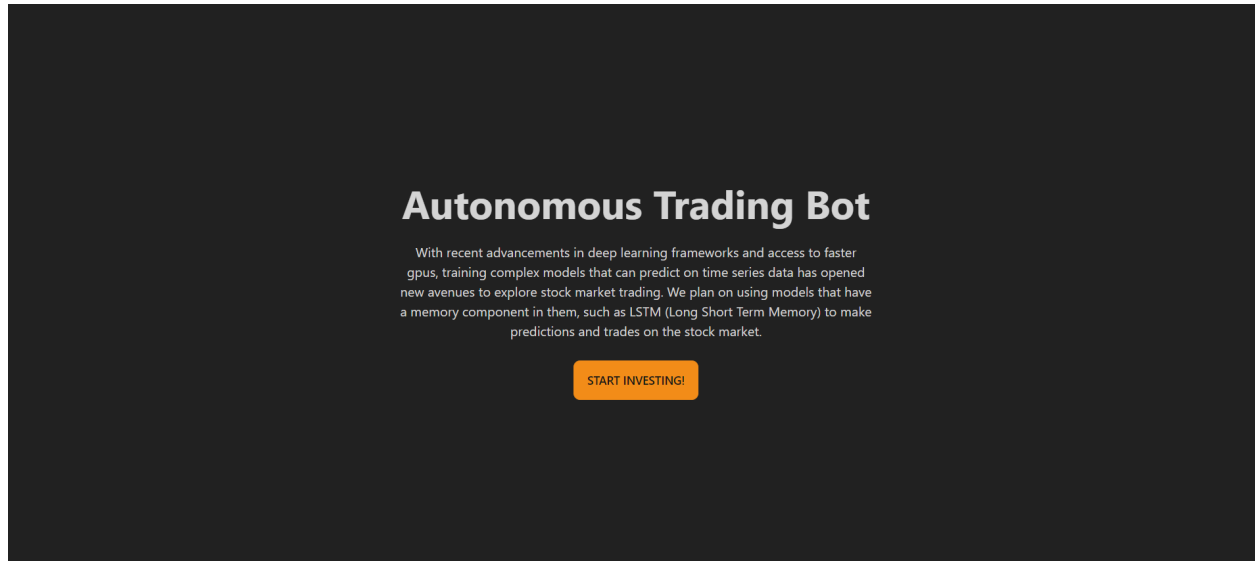 Autonomous Trading Bot
With recent advancements in deep learning frameworks and access to faster
gpus, training complex models that can predict on time series data has opened
new avenues to explore stock market trading. We plan on using models that have
a memory component in them, such as LSTM (Long Short Term Memory) to make
predictions and trades on the stock market.
START INVESTING!